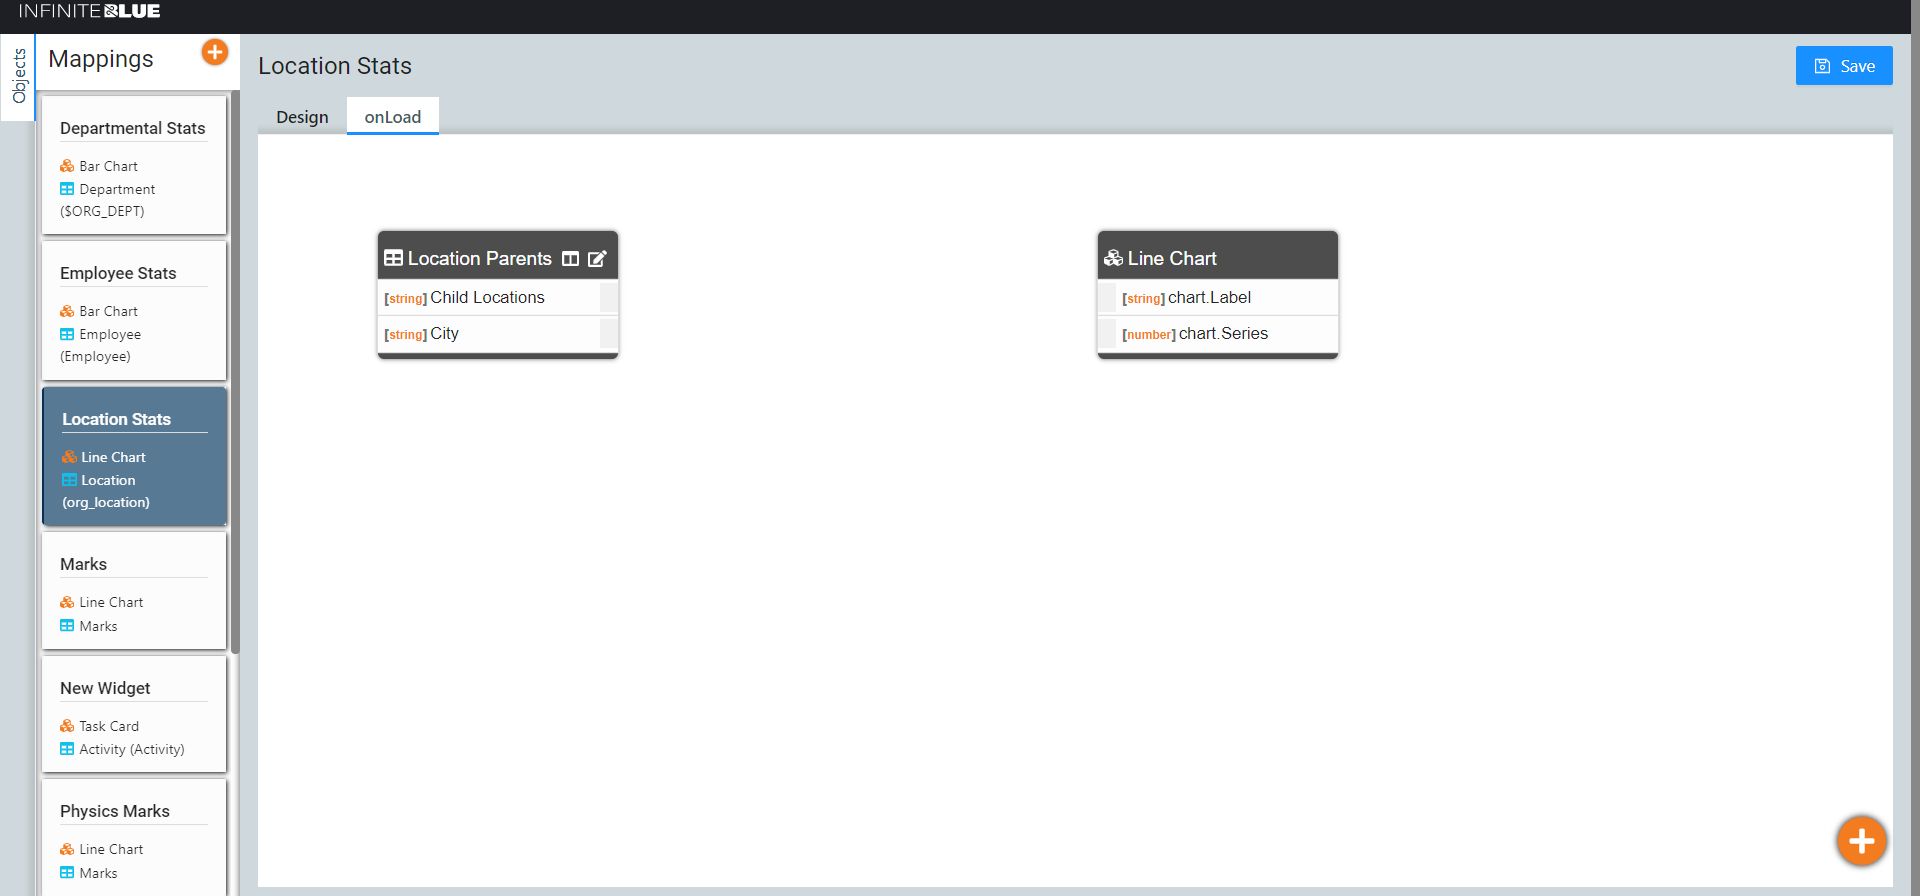 INFINITEBLUE
Objects
Mappings
Departmental Stats
Bar Chart
Department
($ORG_DEPT)
Employee Stats
Bar Chart
Employee
(Employee)
Location Stats
Line Chart
Location
(org_location)
Marks
Line Chart
Marks
New Widget
Task Card
Activity (Activity)
Physics Marks
Line Chart
Marks
Location Stats
Save
Design
onLoad
Location Parents
[string] Child Locations
[string] City
Line Chart
[string] chart.Label
[number] chart.Series